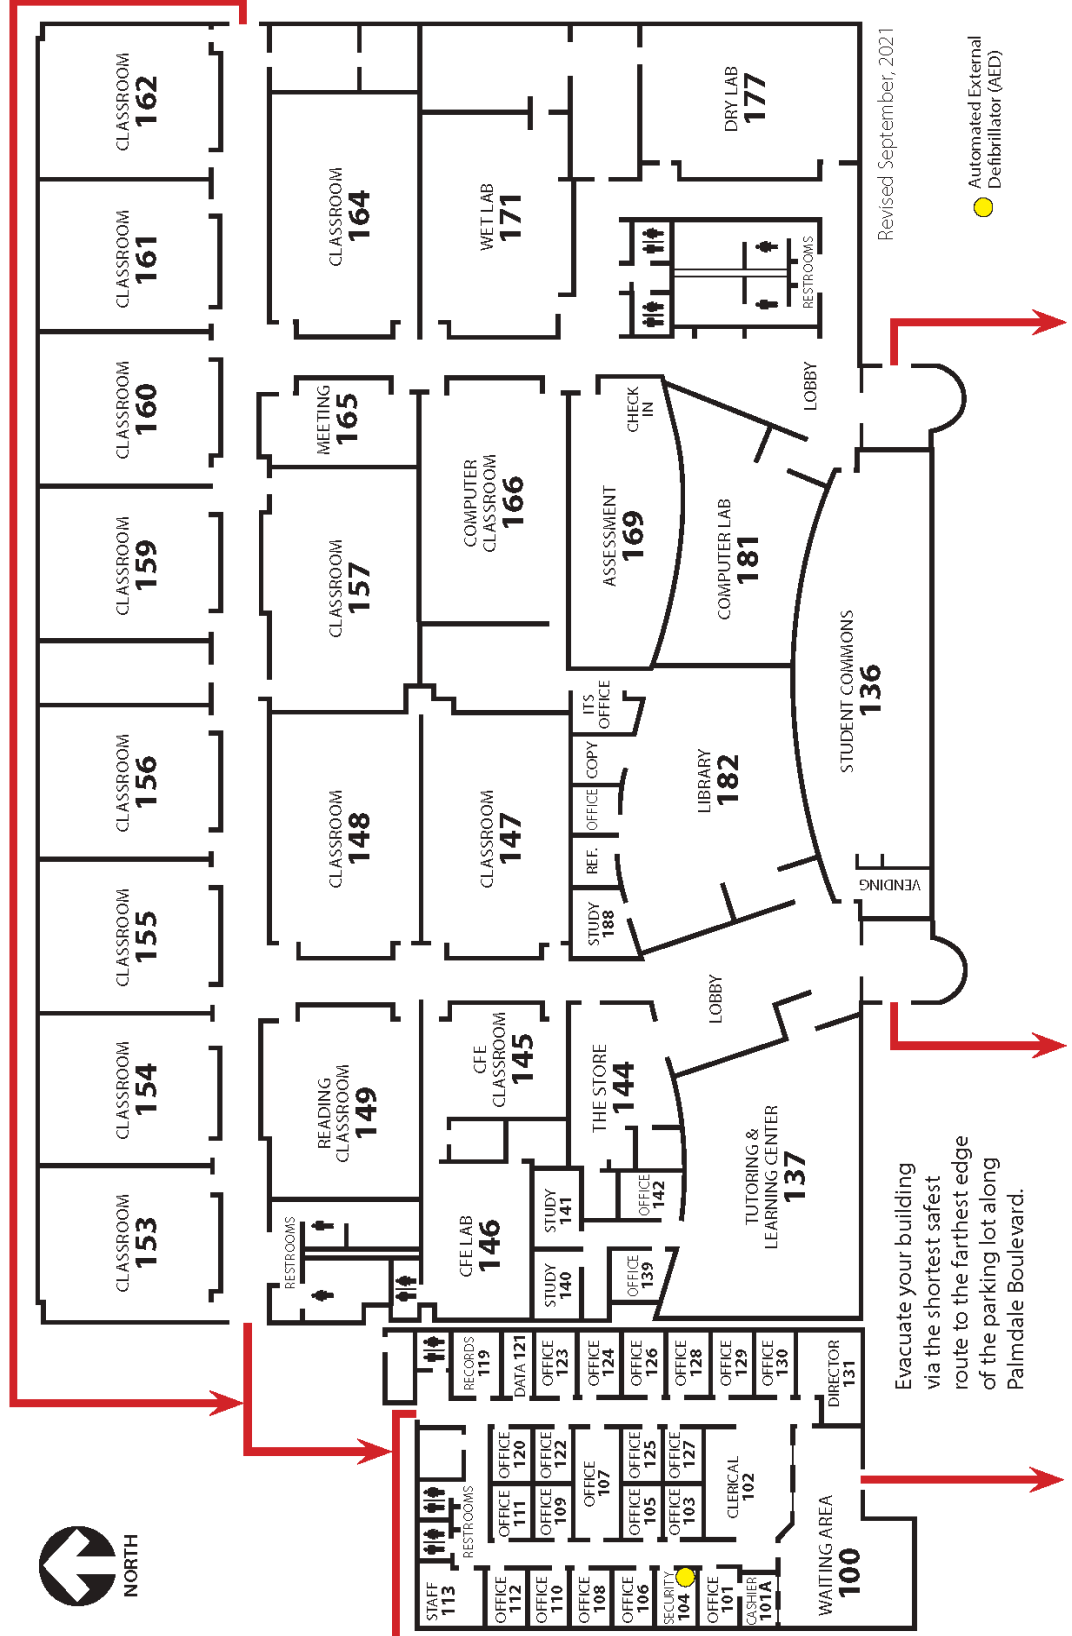 CLASSROOM
162
CLASSROOM
161
CLASSROOM
160
CLASSROOM
159
CLASSROOM
156
CLASSROOM
155
CLASSROOM
154
CLASSROOM
153
CLASSROOM
164
MEETING
165
CLASSROOM
157
CLASSROOM
148
READING
CLASSROOM
149
RESTROOMS
WET LAB
171
COMPUTER
CLASSROOM
166
CLASSROOM
147
CFE
CLASSROOM
145
CFE LAB
146
DRY LAB
177
RESTROOMS
LOBBY
CHECK
IN
ASSESSMENT
169
COMPUTER LAB
181
ITS
OFFICE
COPY
OFFICE
REF.
STUDY
188
LIBRARY
182
STUDENT COMMONS
136
VENDING
LOBBY
THE STORE
144
STUDY
141
OFFICE
142
STUDY
140
OFFICE
139
TUTORING &
LEARNING CENTER
137
RECORDS
119
DATA 121
OFFICE
123
OFFICE
124
OFFICE
126
OFFICE
128
OFFICE
129
OFFICE
130
DIRECTOR
131
RESTROOMS
OFFICE
120
OFFICE
122
OFFICE
111
OFFICE
109
OFFICE
107
OFFICE
125
OFFICE
127
OFFICE
105
OFFICE
103
CLERICAL
102
STAFF
113
OFFICE
112
OFFICE
110
OFFICE
108
OFFICE
106
SECURITY
104
OFFICE
101
CASHIER
101A
WAITING AREA
100
NORTH
Revised September, 2021
Automated External
Defibrillator (AED)
Evacuate your building
via the shortest safest
route to the farthest edge
of the parking lot along
Palmdale Boulevard.